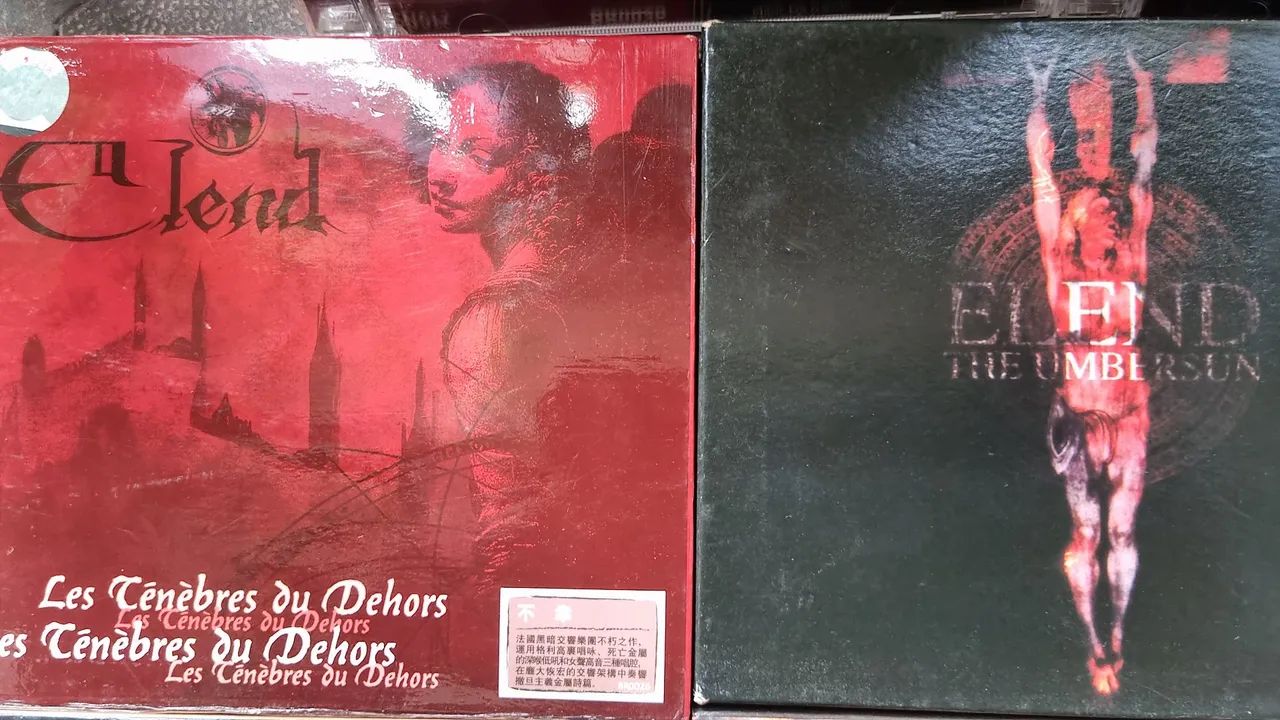 Elend
Les Ténèbres du Dehors
Les Ténèbres du Dehors
es Ténèbres du Dehors
Les Ténèbres du Dehors
不幸
法國黑暗交響樂團不朽之作，
運用格利高裏唱咏、死亡金屬
的深喉低吼和女聲高音三種唱腔，
在龐大恢宏的交響架構中奏響
撒旦主義金屬詩篇。
ELEND
THE UMBERSUN